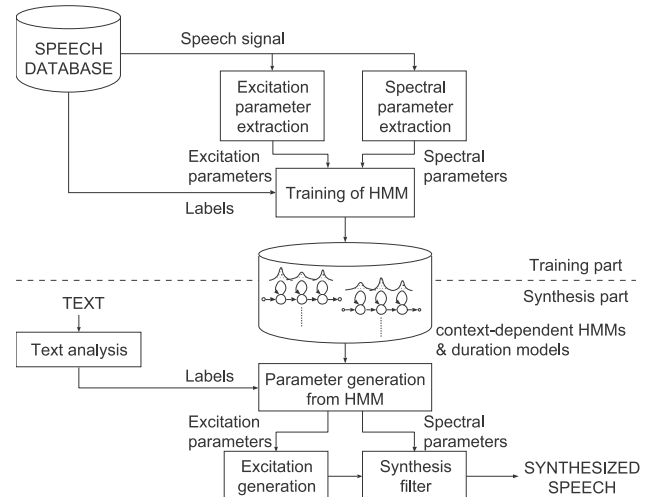 SPEECH
DATABASE
Speech signal
Excitation
parameter
extraction
Spectral
parameter
extraction
Excitation
parameters
Spectral
parameters
Training of HMM
Labels
Training part
Synthesis part
TEXT
context-dependent HMMs
& duration models
Text analysis
Labels
Parameter generation
from HMM
Excitation
parameters
Spectral
parameters
Excitation
generation
Synthesis
filter
SYNTHESIZED
SPEECH